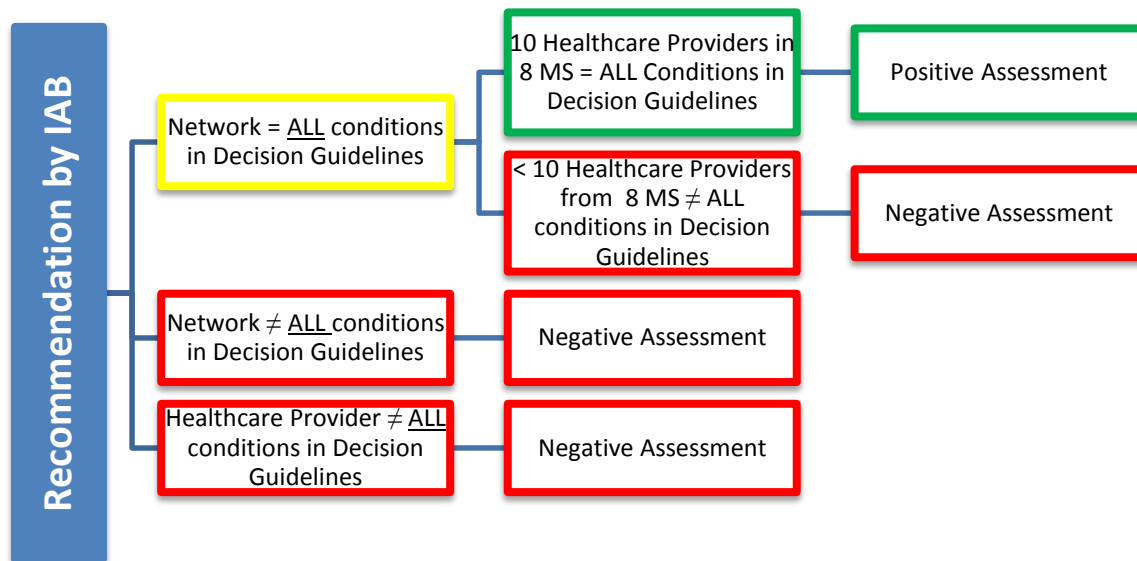 Recommendation by IAB
Network = ALL conditions
in Decision Guidelines
10 Healthcare Providers in
8 MS = ALL Conditions in
Decision Guidelines
Positive Assessment
< 10 Healthcare Providers
from 8 MS ≠ ALL
conditions in Decision
Guidelines
Negative Assessment
Network ≠ ALL conditions
in Decision Guidelines
Negative Assessment
Healthcare Provider ≠ ALL
conditions in Decision
Guidelines
Negative Assessment